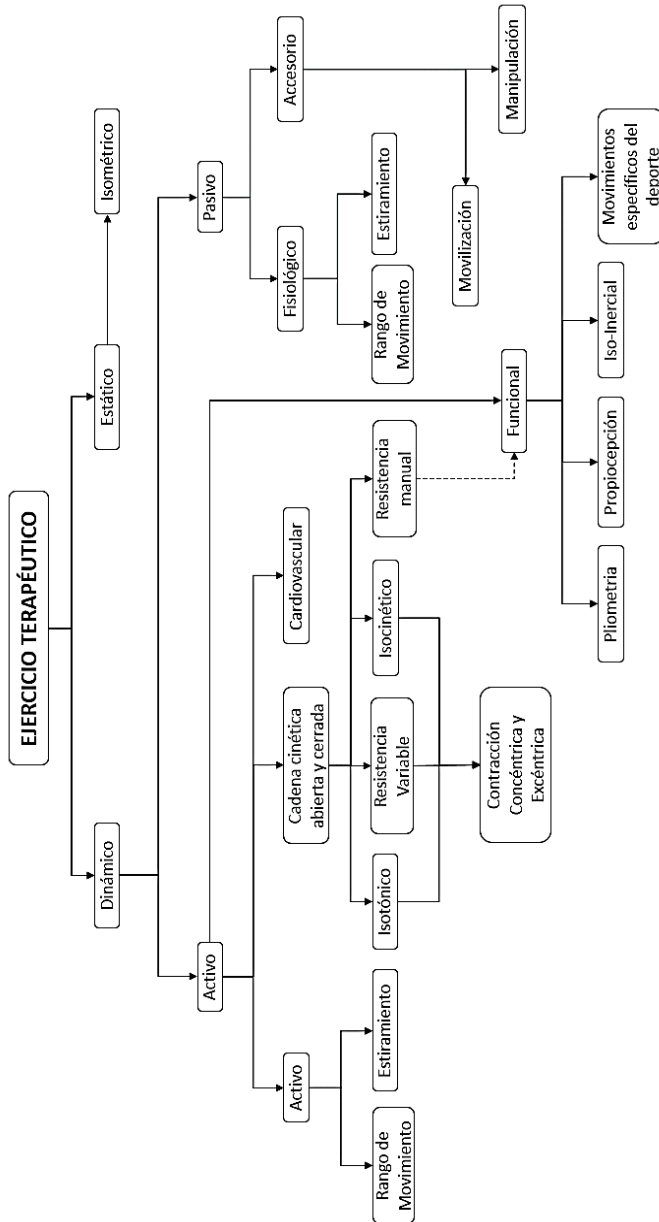 EJERCICIO TERAPÉUTICO
Dinámico
Estático
Isométrico
Activo
Pasivo
Activo
Cadena cinética
abierta y cerrada
Cardiovascular
Fisiológico
Accesorio
Rango de
Movimiento
Estiramiento
Isotónico
Resistencia
Variable
Isocinético
Resistencia
manual
Rango de
Movimiento
Estiramiento
Movilización
Manipulación
Contracción
Concéntrica y
Excéntrica
Funcional
Pliometria
Propiocepción
Iso-Inercial
Movimientos
específicos del
deporte